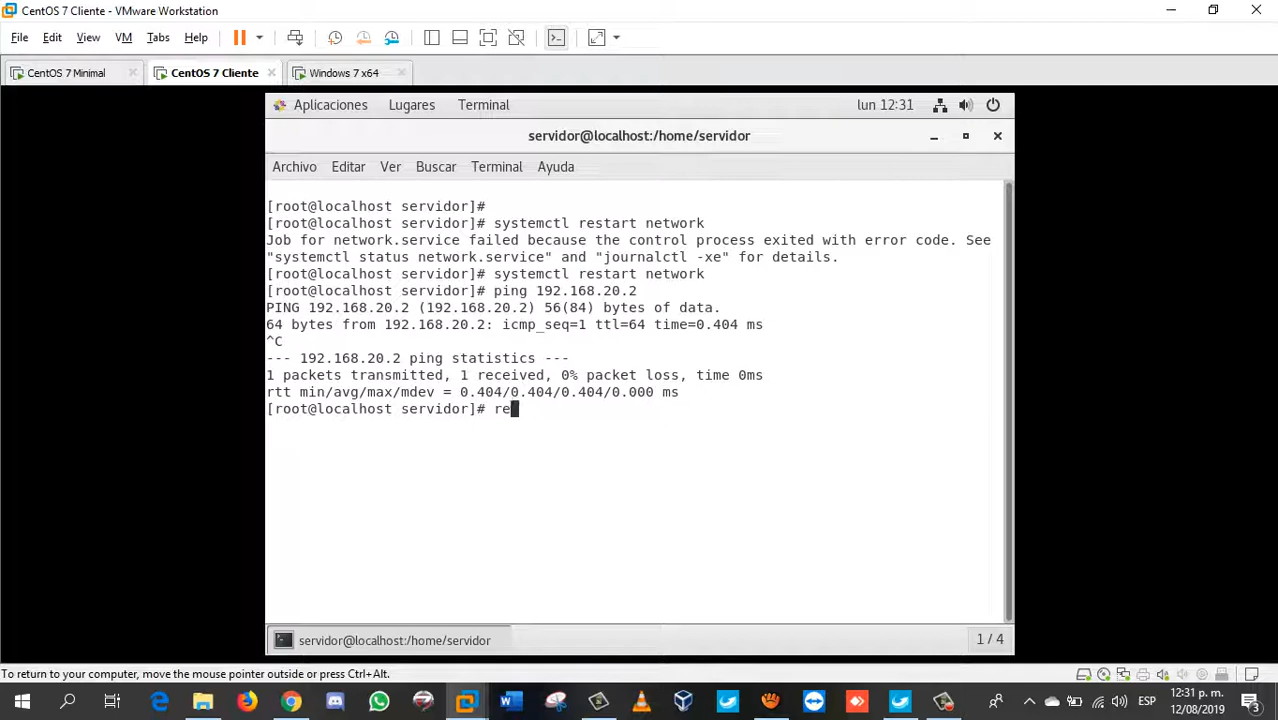 CentOS 7 Cliente - VMware Workstation
File Edit View VM Tabs Help
CentOS 7 Minimal CentOS 7 Cliente Windows 7 x64
Aplicaciones Lugares Terminal lun 12:31
servidor@localhost:/home/servidor
Archivo Editar Ver Buscar Terminal Ayuda
[root@localhost servidor]#
[root@localhost servidor]# systemctl restart network
Job for network.service failed because the control process exited with error code. See
"systemctl status network.service" and "journalctl -xe" for details.
[root@localhost servidor]# systemctl restart network
[root@localhost servidor]# ping 192.168.20.2
PING 192.168.20.2 (192.168.20.2) 56(84) bytes of data.
64 bytes from 192.168.20.2: icmp_seq=1 ttl=64 time=0.404 ms
^C
--- 192.168.20.2 ping statistics ---
1 packets transmitted, 1 received, 0% packet loss, time 0ms
rtt min/avg/max/mdev = 0.404/0.404/0.404/0.000 ms
[root@localhost servidor]# re
servidor@localhost:/home/servidor 1 / 4
To return to your computer, move the mouse pointer outside or press Ctrl+Alt.
ESP 12:31 p. m.
12/08/2019 3